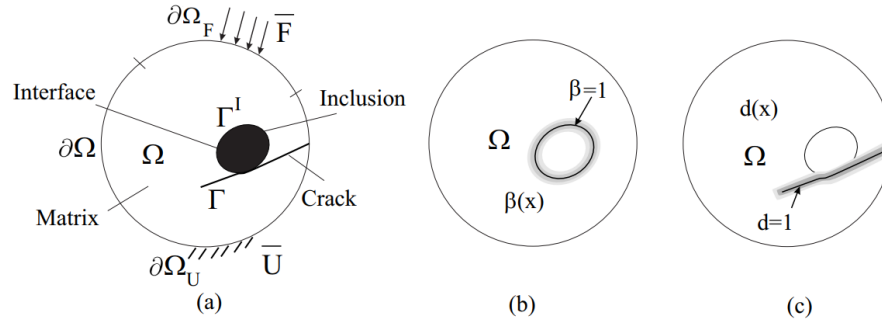 ∂Ω_F F̅
Interface
Γ^I
Inclusion
∂Ω
Ω
Γ
Crack
Matrix
∂Ω_U U̅
(a)
β=1
Ω
β(x)
(b)
d(x)
Ω
d=1
(c)